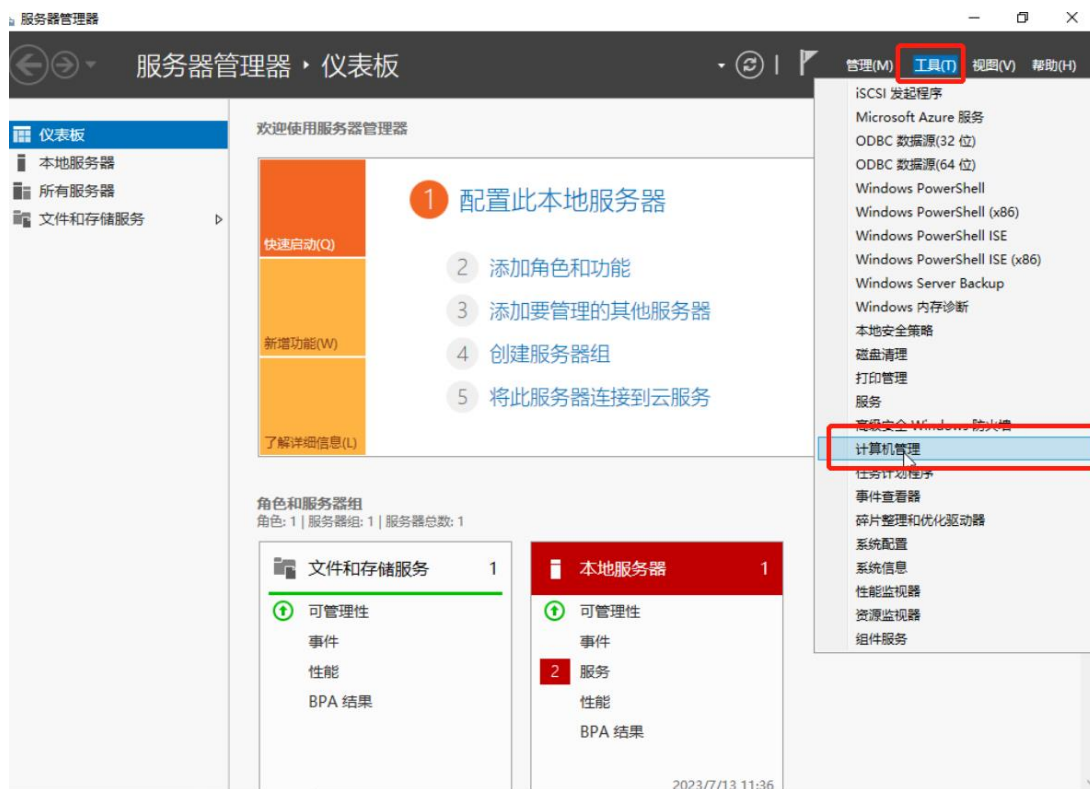 服务器管理器
服务器管理器 ‣ 仪表板
管理(M) 工具(T) 视图(V) 帮助(H)
仪表板
本地服务器
所有服务器
文件和存储服务
欢迎使用服务器管理器
快速启动(Q)
新增功能(W)
了解详细信息(L)
1 配置此本地服务器
2 添加角色和功能
3 添加要管理的其他服务器
4 创建服务器组
5 将此服务器连接到云服务
角色和服务器组
角色: 1 | 服务器组: 1 | 服务器总数: 1
文件和存储服务 1
可管理性
事件
性能
BPA 结果
本地服务器 1
可管理性
事件
2 服务
性能
BPA 结果
2023/7/13 11:36
iSCSI 发起程序
Microsoft Azure 服务
ODBC 数据源(32 位)
ODBC 数据源(64 位)
Windows PowerShell
Windows PowerShell (x86)
Windows PowerShell ISE
Windows PowerShell ISE (x86)
Windows Server Backup
Windows 内存诊断
本地安全策略
磁盘清理
打印管理
服务
高级安全 Windows 防火墙
计算机管理
任务计划程序
事件查看器
碎片整理和优化驱动器
系统配置
系统信息
性能监视器
资源监视器
组件服务